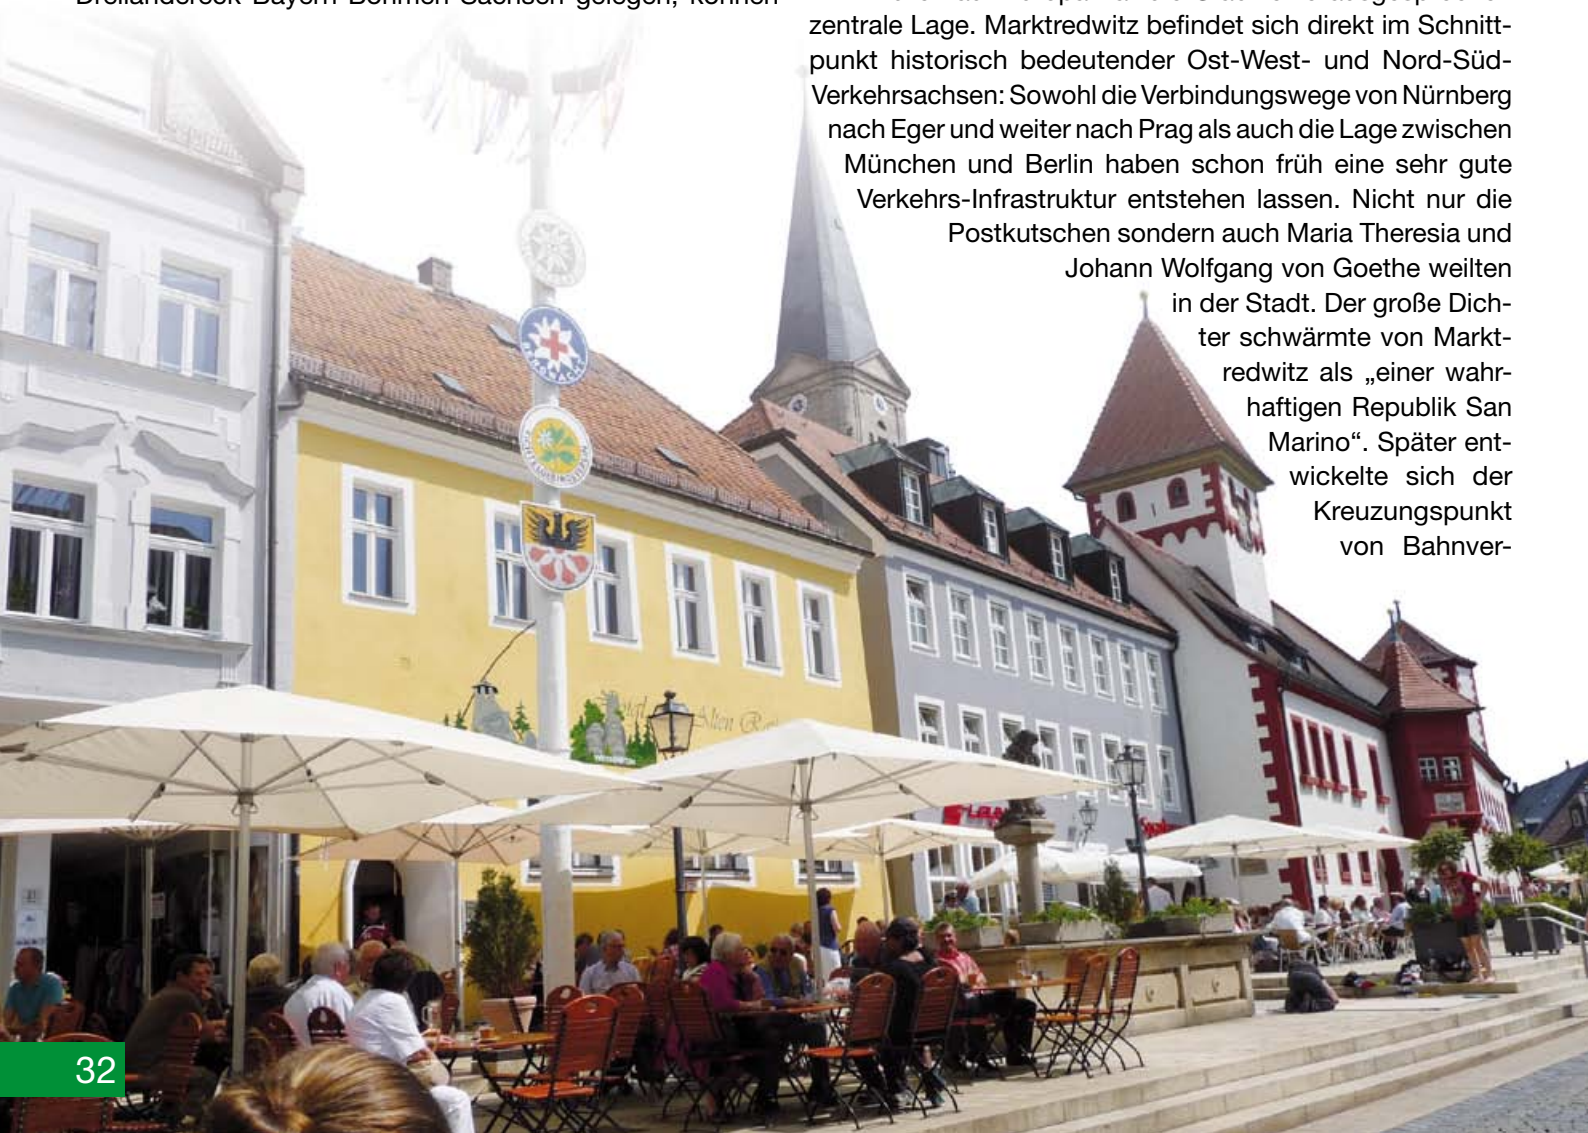 zentrale Lage. Marktredwitz befindet sich direkt im Schnitt-
punkt historisch bedeutender Ost-West- und Nord-Süd-
Verkehrsachsen: Sowohl die Verbindungswege von Nürnberg
nach Eger und weiter nach Prag als auch die Lage zwischen
München und Berlin haben schon früh eine sehr gute
Verkehrs-Infrastruktur entstehen lassen. Nicht nur die
Postkutschen sondern auch Maria Theresia und
Johann Wolfgang von Goethe weilten
in der Stadt. Der große Dich-
ter schwärmte von Markt-
redwitz als „einer wahr-
haftigen Republik San
Marino“. Später ent-
wickelte sich der
Kreuzungspunkt
von Bahnver-
BERGWACHT
FICHTELGEBIRGSVEREIN
Alten
32